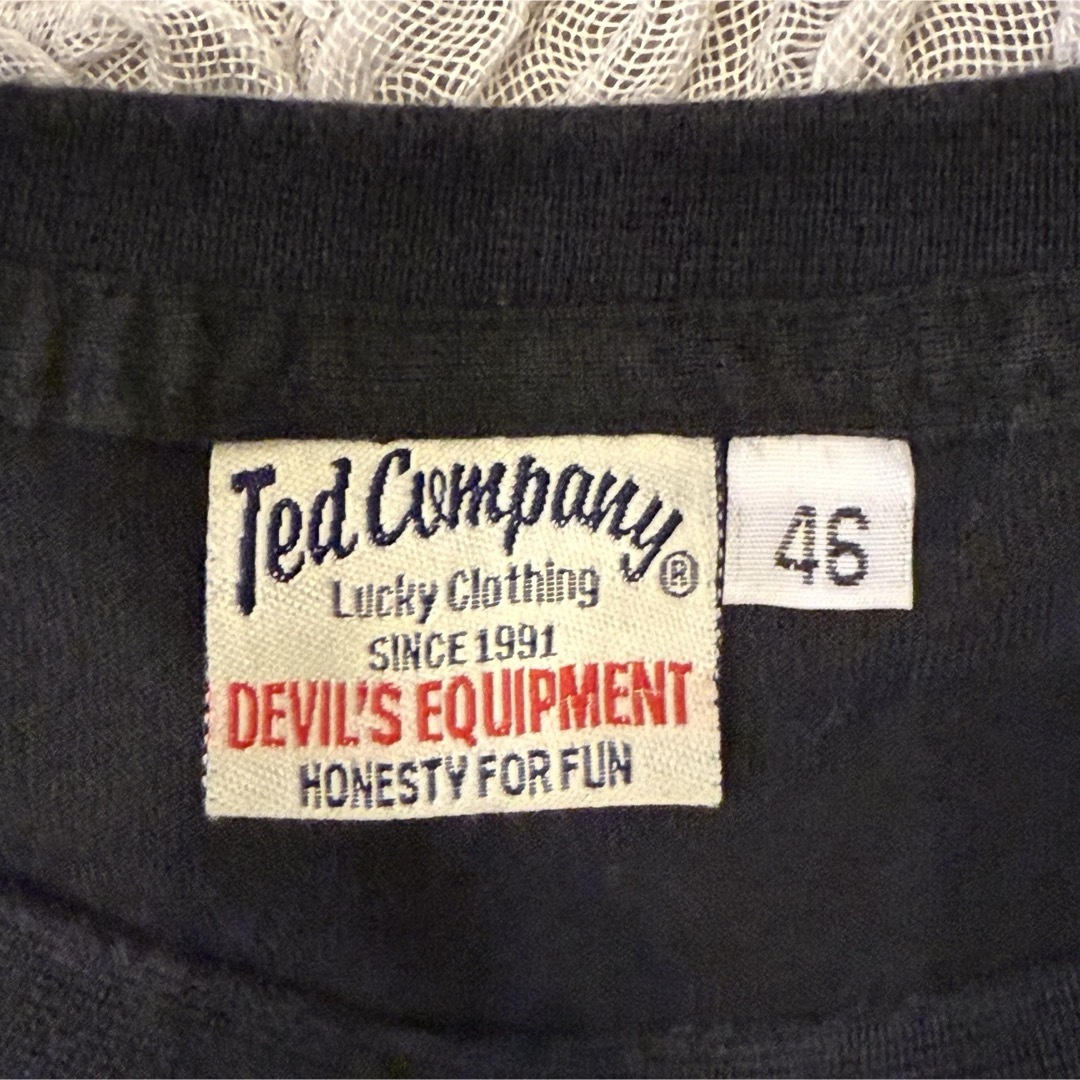 Ted Company®
Lucky Clothing
SINCE 1991
DEVIL'S EQUIPMENT
HONESTY FOR FUN
46